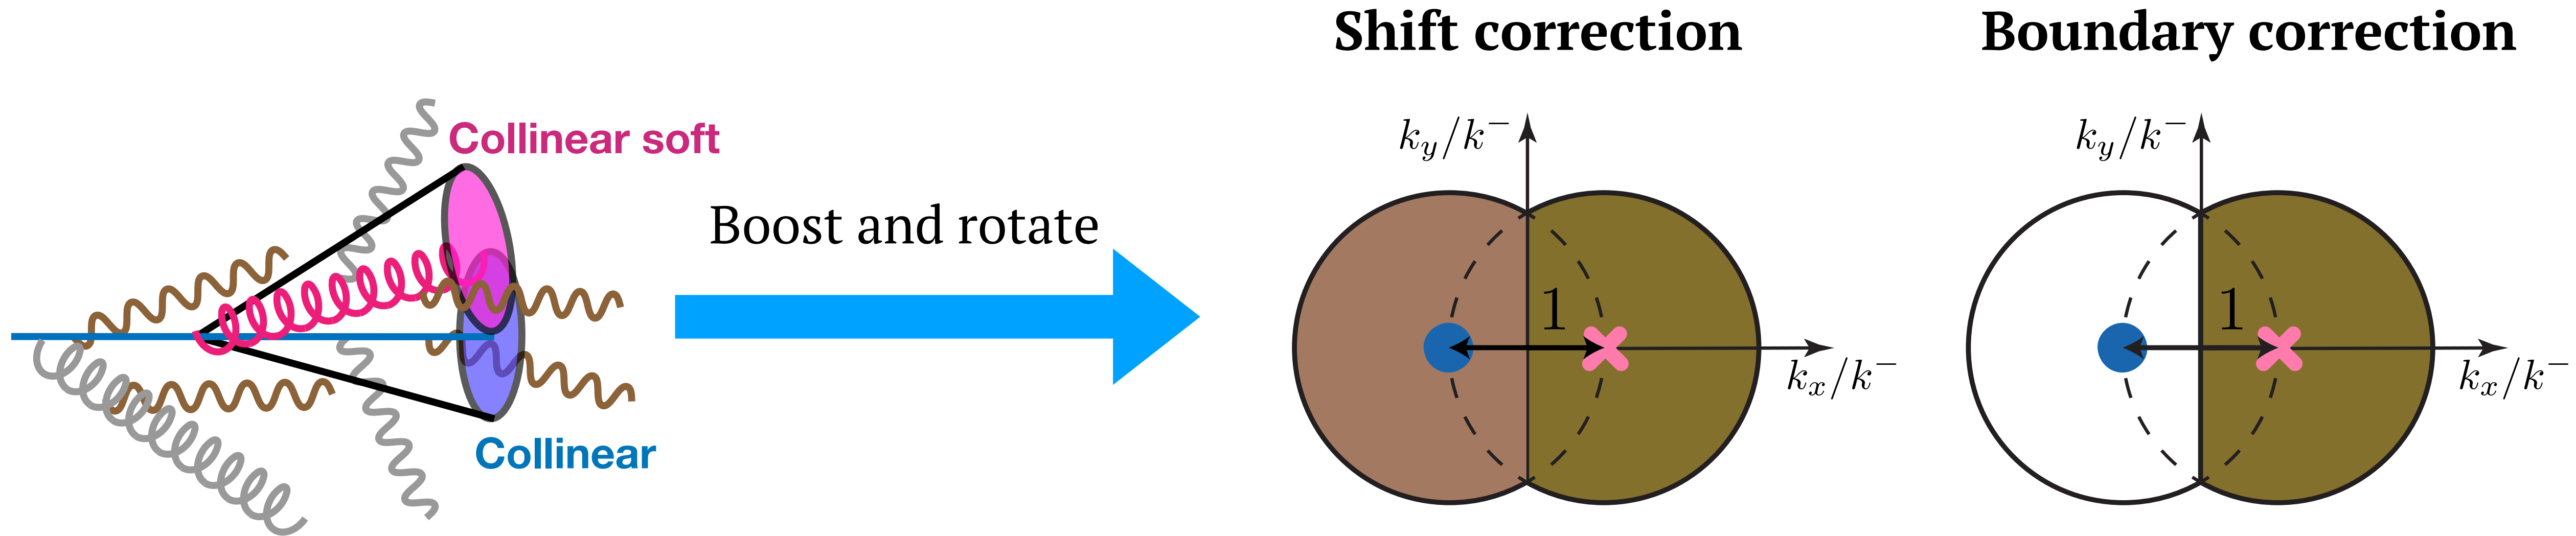 Shift correction
Boundary correction
Collinear soft
Boost and rotate
Collinear
k_y/k^-
1
k_x/k^-
k_y/k^-
1
k_x/k^-